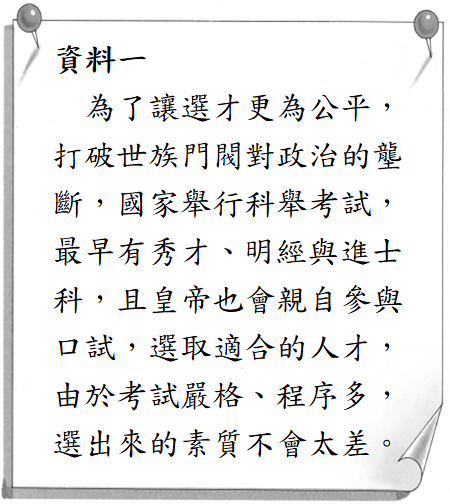 資料一
為了讓選才更為公平，
打破世族門閥對政治的壟
斷，國家舉行科舉考試，
最早有秀才、明經與進士
科，且皇帝也會親自參與
口試，選取適合的人才，
由於考試嚴格、程序多，
選出來的素質不會太差。